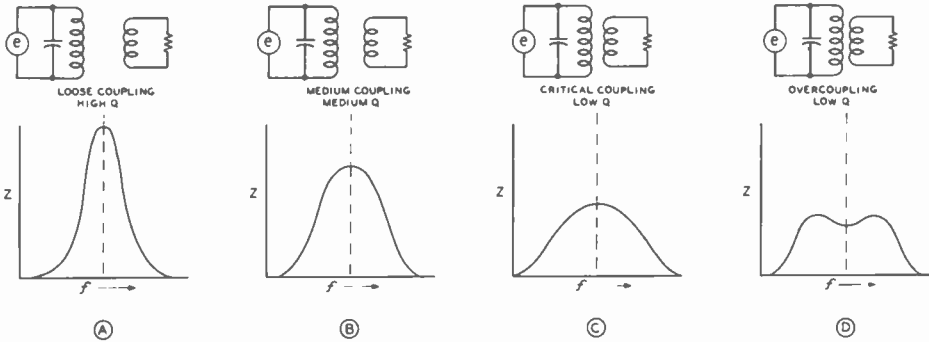 e
LOOSE COUPLING
HIGH Q
Z
f
A
e
MEDIUM COUPLING
MEDIUM Q
Z
f
B
e
CRITICAL COUPLING
LOW Q
Z
f
C
e
OVERCOUPLING
LOW Q
Z
f
D